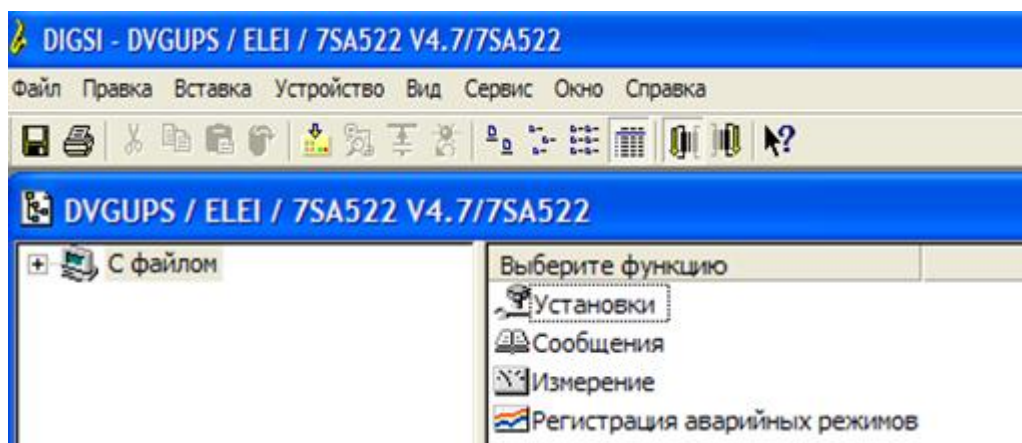 DIGSI - DVGUPS / ELEI / 7SA522 V4.7/7SA522
Файл Правка Вставка Устройство Вид Сервис Окно Справка
DVGUPS / ELEI / 7SA522 V4.7/7SA522
С файлом
Выберите функцию
Установки
Сообщения
Измерение
Регистрация аварийных режимов